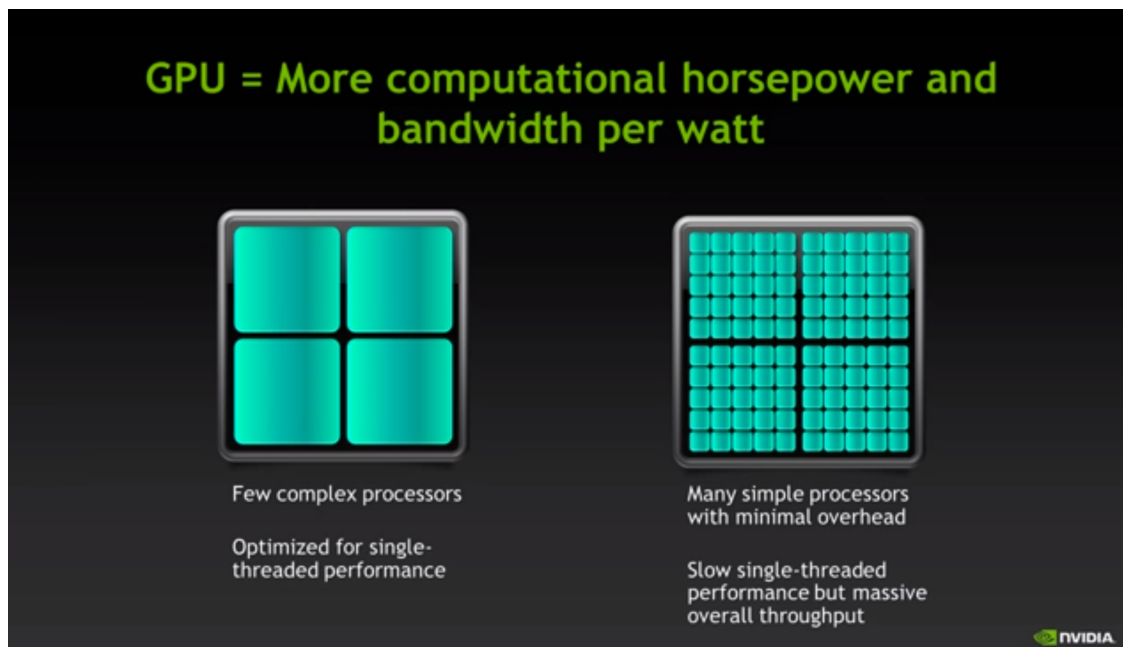 GPU = More computational horsepower and
bandwidth per watt
Few complex processors
Optimized for single-
threaded performance
Many simple processors
with minimal overhead
Slow single-threaded
performance but massive
overall throughput
NVIDIA.